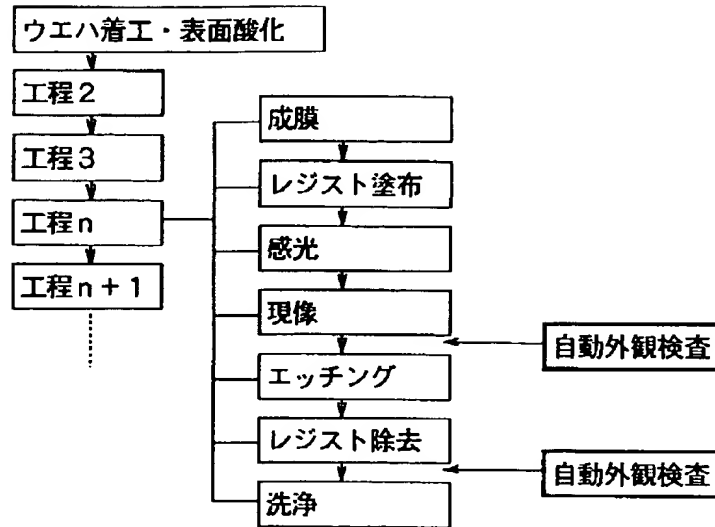 ウエハ着工・表面酸化
工程2
工程3
工程n
工程n+1
成膜
レジスト塗布
感光
現像
エッチング
レジスト除去
洗浄
自動外観検査
自動外観検査